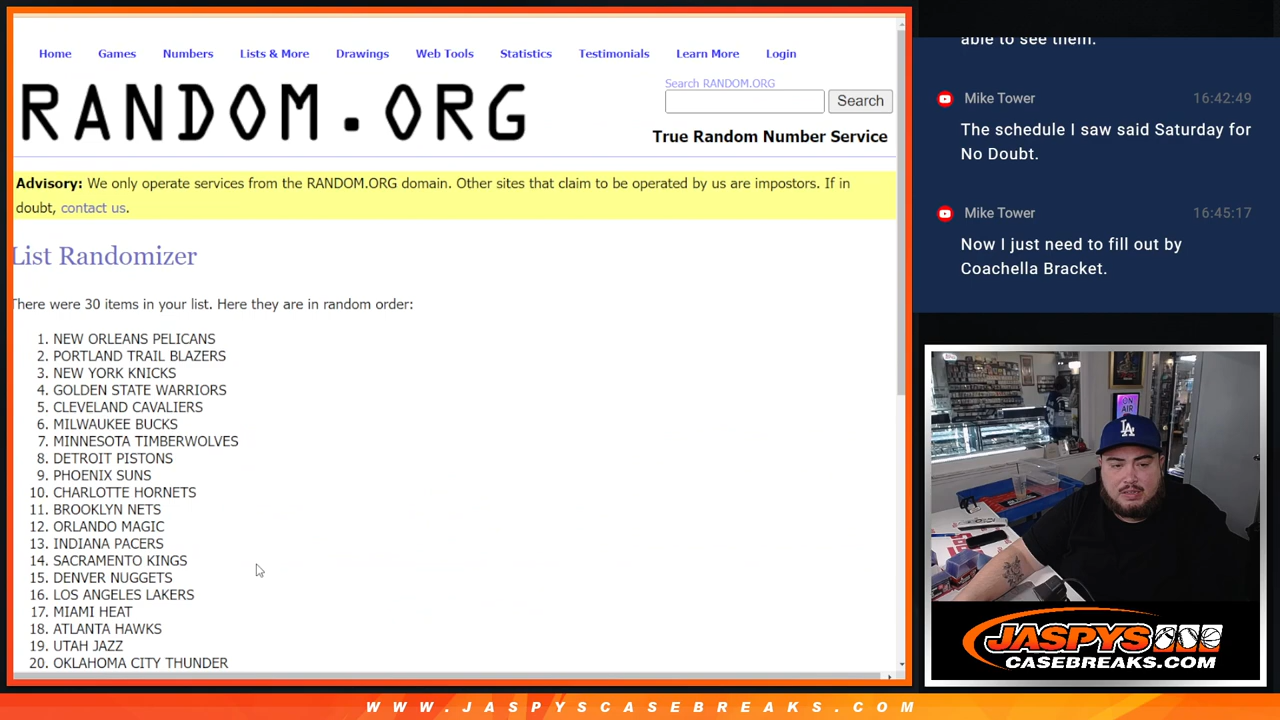 Home Games Numbers Lists & More Drawings Web Tools Statistics Testimonials Learn More Login
RANDOM.ORG
Search RANDOM.ORG
Search
True Random Number Service
Advisory: We only operate services from the RANDOM.ORG domain. Other sites that claim to be operated by us are impostors. If in
doubt, contact us.
List Randomizer
There were 30 items in your list. Here they are in random order:
1. NEW ORLEANS PELICANS
2. PORTLAND TRAIL BLAZERS
3. NEW YORK KNICKS
4. GOLDEN STATE WARRIORS
5. CLEVELAND CAVALIERS
6. MILWAUKEE BUCKS
7. MINNESOTA TIMBERWOLVES
8. DETROIT PISTONS
9. PHOENIX SUNS
10. CHARLOTTE HORNETS
11. BROOKLYN NETS
12. ORLANDO MAGIC
13. INDIANA PACERS
14. SACRAMENTO KINGS
15. DENVER NUGGETS
16. LOS ANGELES LAKERS
17. MIAMI HEAT
18. ATLANTA HAWKS
19. UTAH JAZZ
20. OKLAHOMA CITY THUNDER
able to see them.
Mike Tower 16:42:49
The schedule I saw said Saturday for
No Doubt.
Mike Tower 16:45:17
Now I just need to fill out by
Coachella Bracket.
ON
AIR
LA
JASPYS
CASEBREAKS.COM
WWW.JASPYSCASEBREAKS.COM